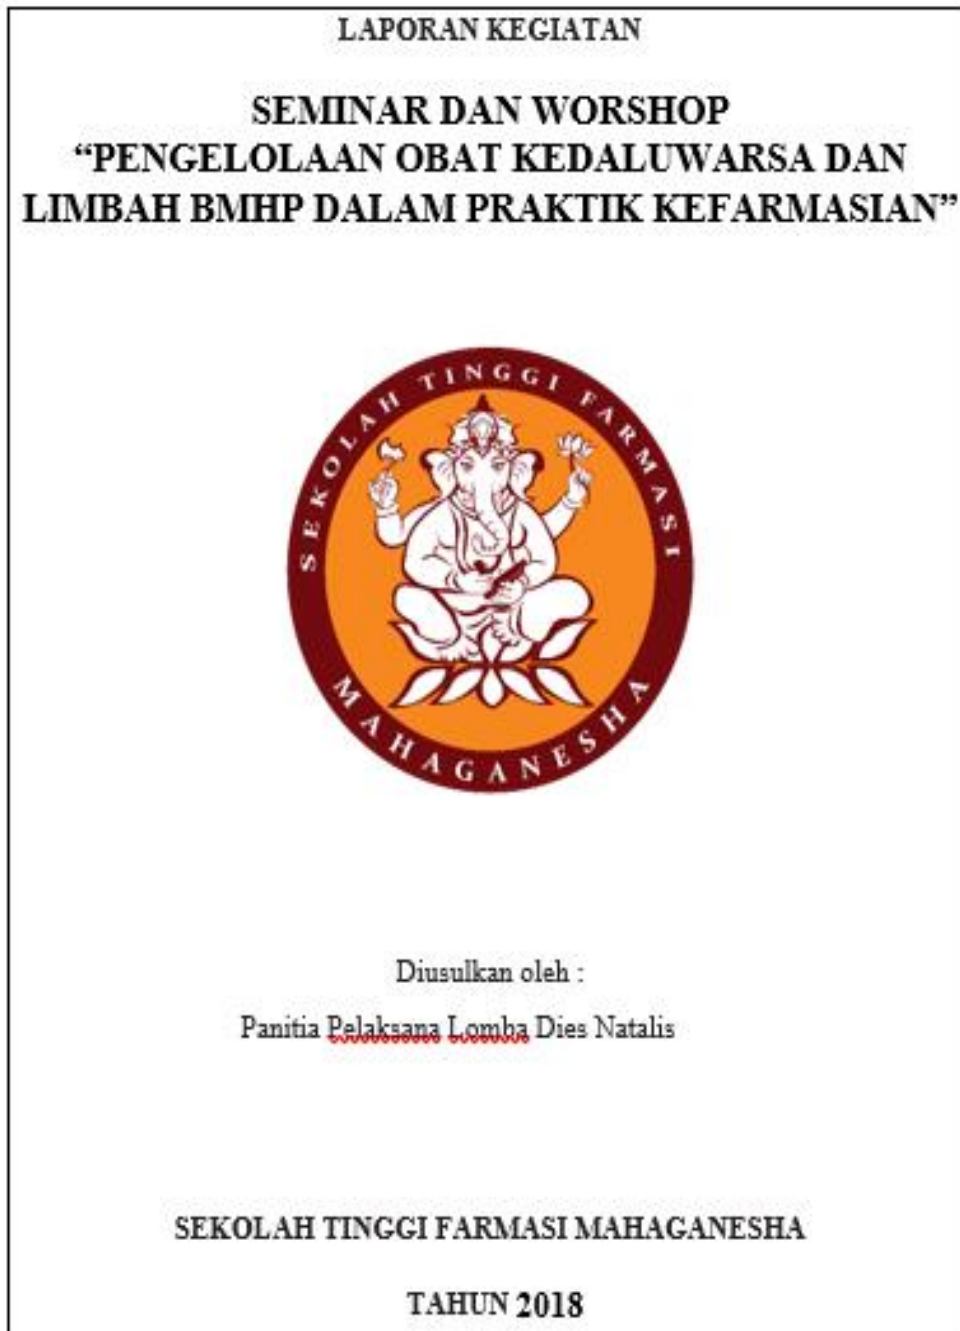 LAPORAN KEGIATAN
SEMINAR DAN WORSHOP
“PENGELOLAAN OBAT KEDALUWARSA DAN
LIMBAH BMHP DALAM PRAKTIK KEFARMASIAN”
SEKOLAH TINGGI FARMASI
MAHAGANESHA
Diusulkan oleh :
Panitia Pelaksana Lomba Dies Natalis
SEKOLAH TINGGI FARMASI MAHAGANESHA
TAHUN 2018